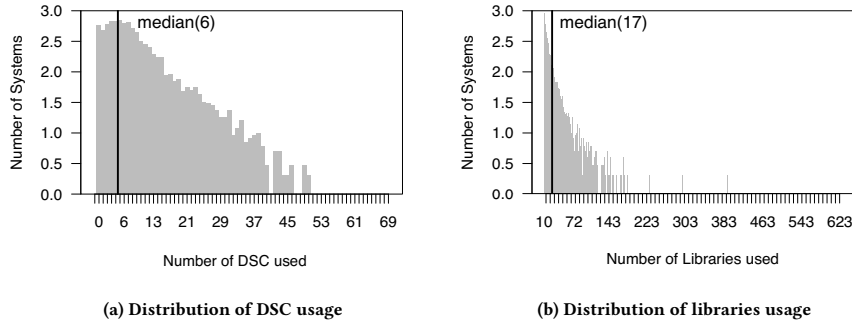 3.0
2.5
2.0
1.5
1.0
0.5
0.0
Number of Systems
median(6)
0 6 13 21 29 37 45 53 61 69
Number of DSC used
(a) Distribution of DSC usage
3.0
2.5
2.0
1.5
1.0
0.5
0.0
Number of Systems
median(17)
10 72 143 223 303 383 463 543 623
Number of Libraries used
(b) Distribution of libraries usage